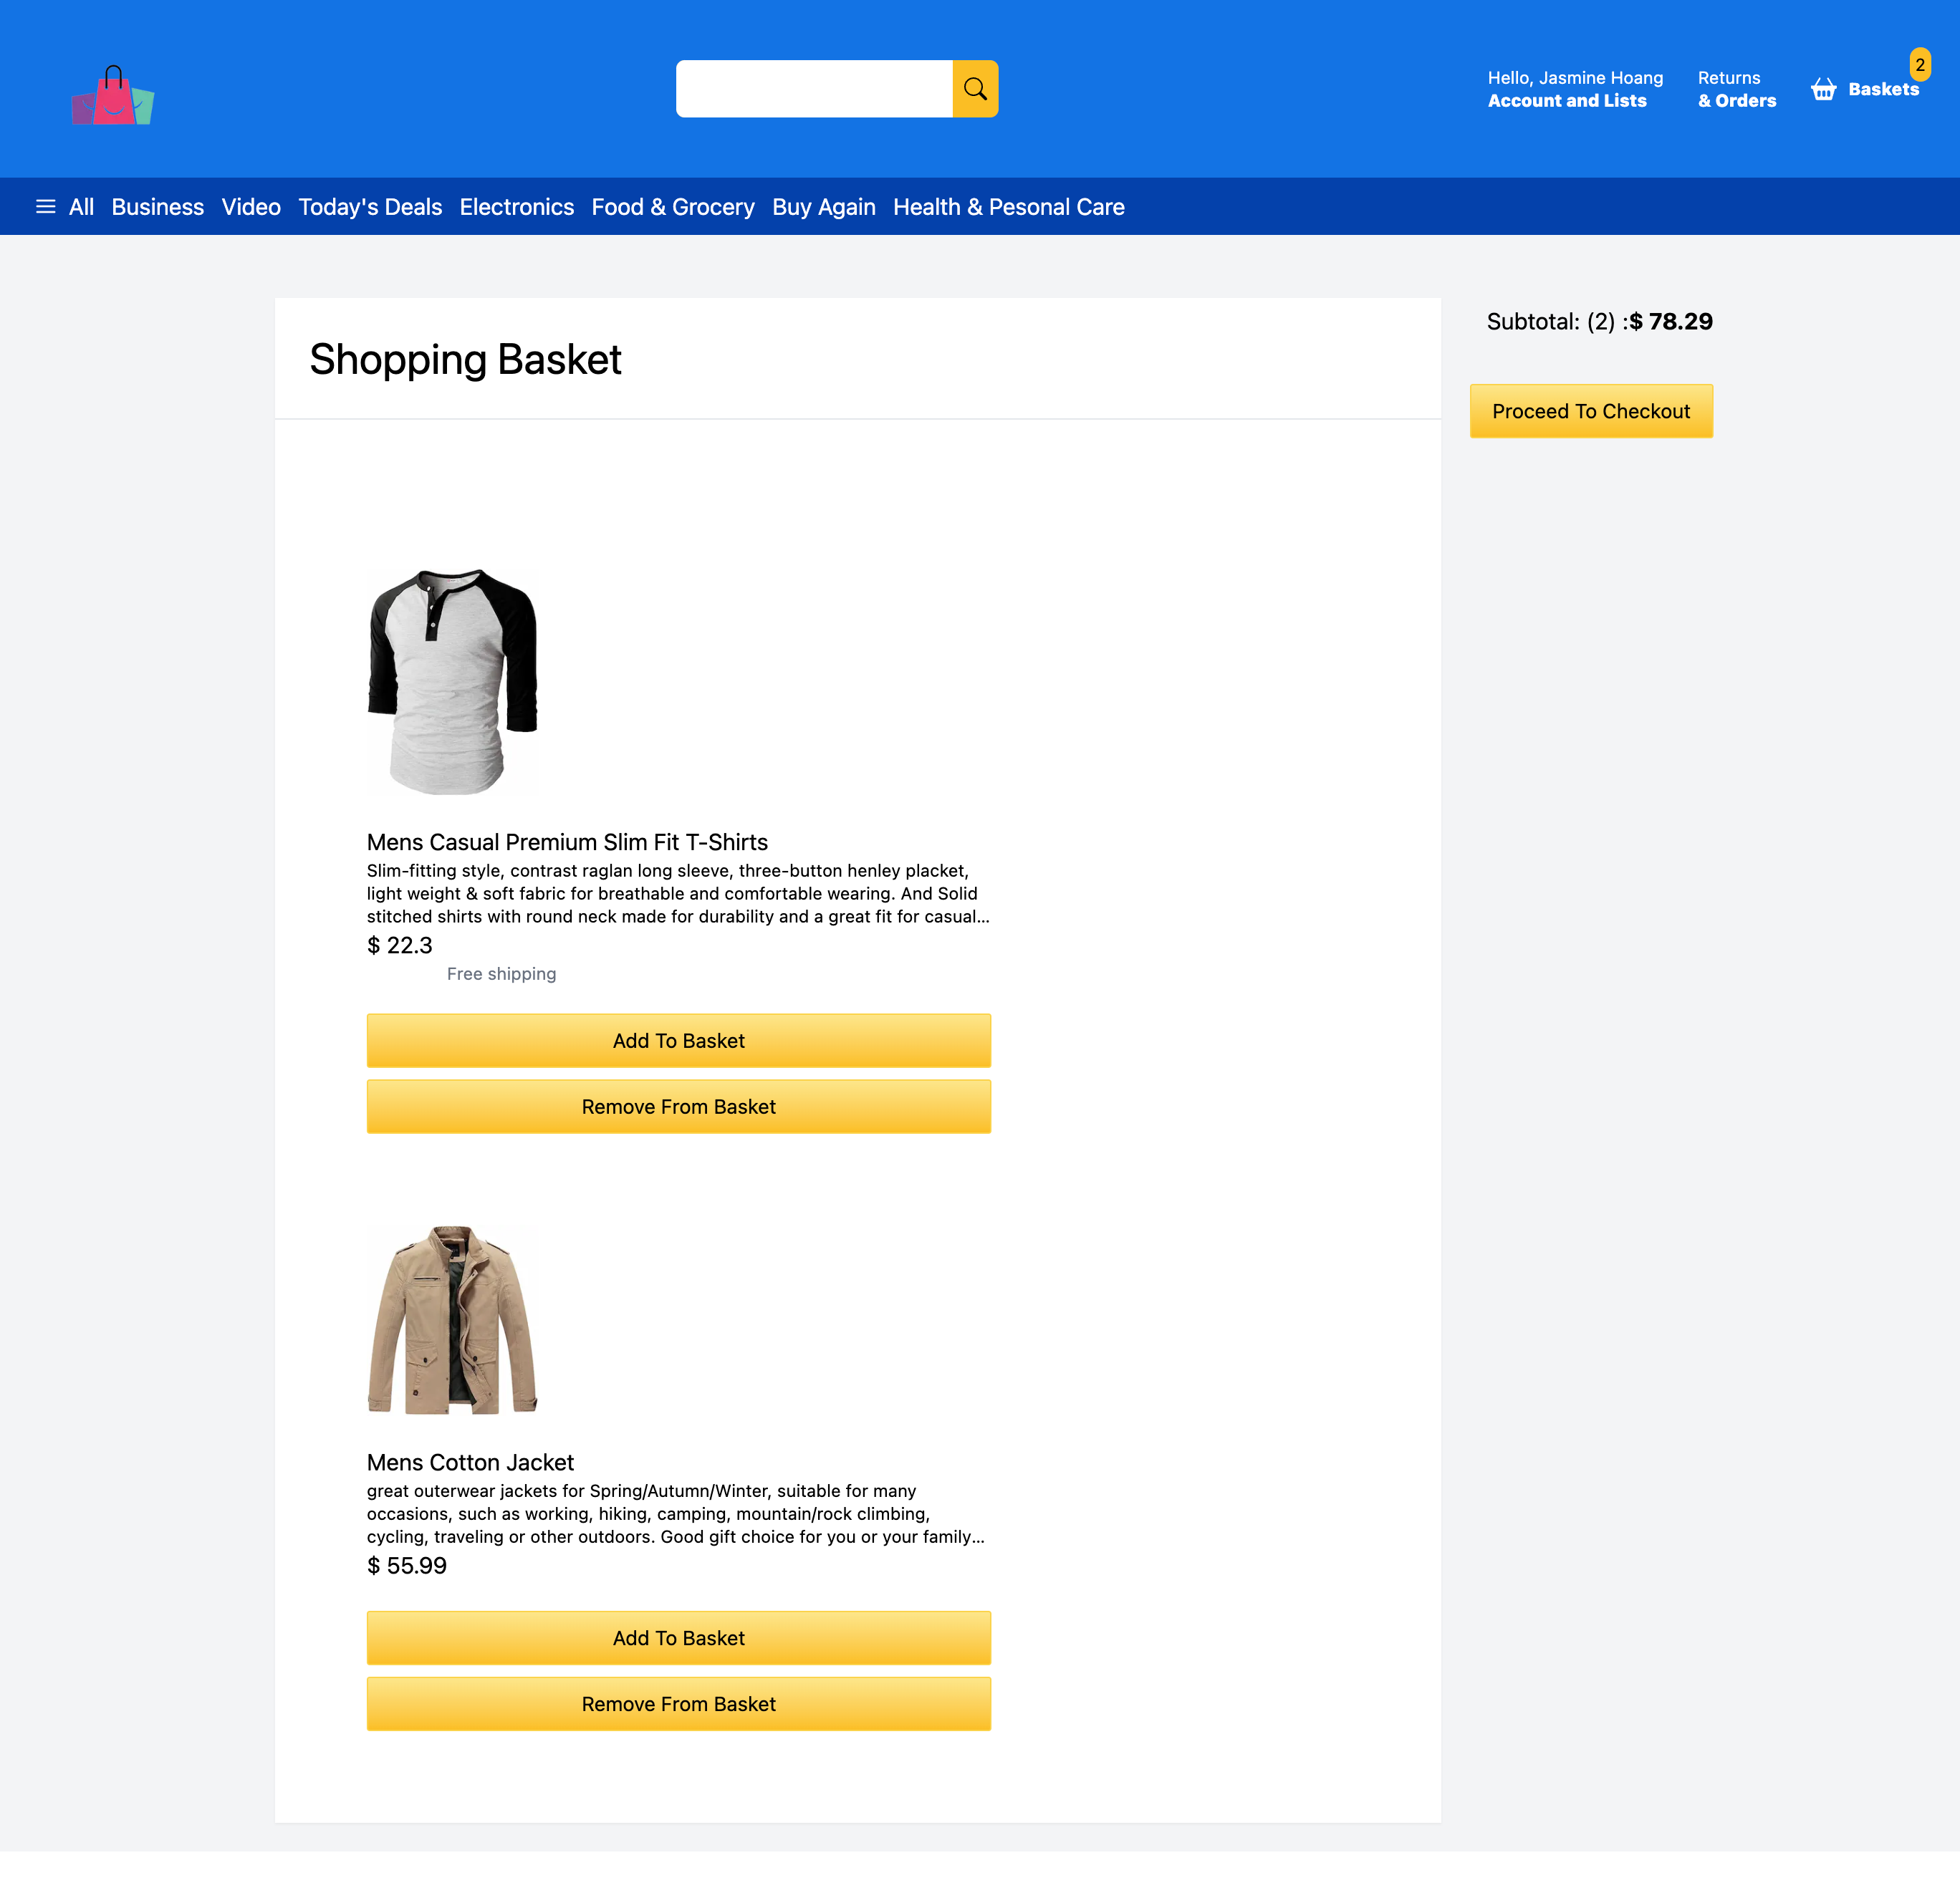 Hello, Jasmine Hoang
Account and Lists
Returns
& Orders
2
Baskets
All Business Video Today's Deals Electronics Food & Grocery Buy Again Health & Pesonal Care
Shopping Basket
Subtotal: (2) :$ 78.29
Proceed To Checkout
Mens Casual Premium Slim Fit T-Shirts
Slim-fitting style, contrast raglan long sleeve, three-button henley placket,
light weight & soft fabric for breathable and comfortable wearing. And Solid
stitched shirts with round neck made for durability and a great fit for casual...
$ 22.3
Free shipping
Add To Basket
Remove From Basket
Mens Cotton Jacket
great outerwear jackets for Spring/Autumn/Winter, suitable for many
occasions, such as working, hiking, camping, mountain/rock climbing,
cycling, traveling or other outdoors. Good gift choice for you or your family...
$ 55.99
Add To Basket
Remove From Basket